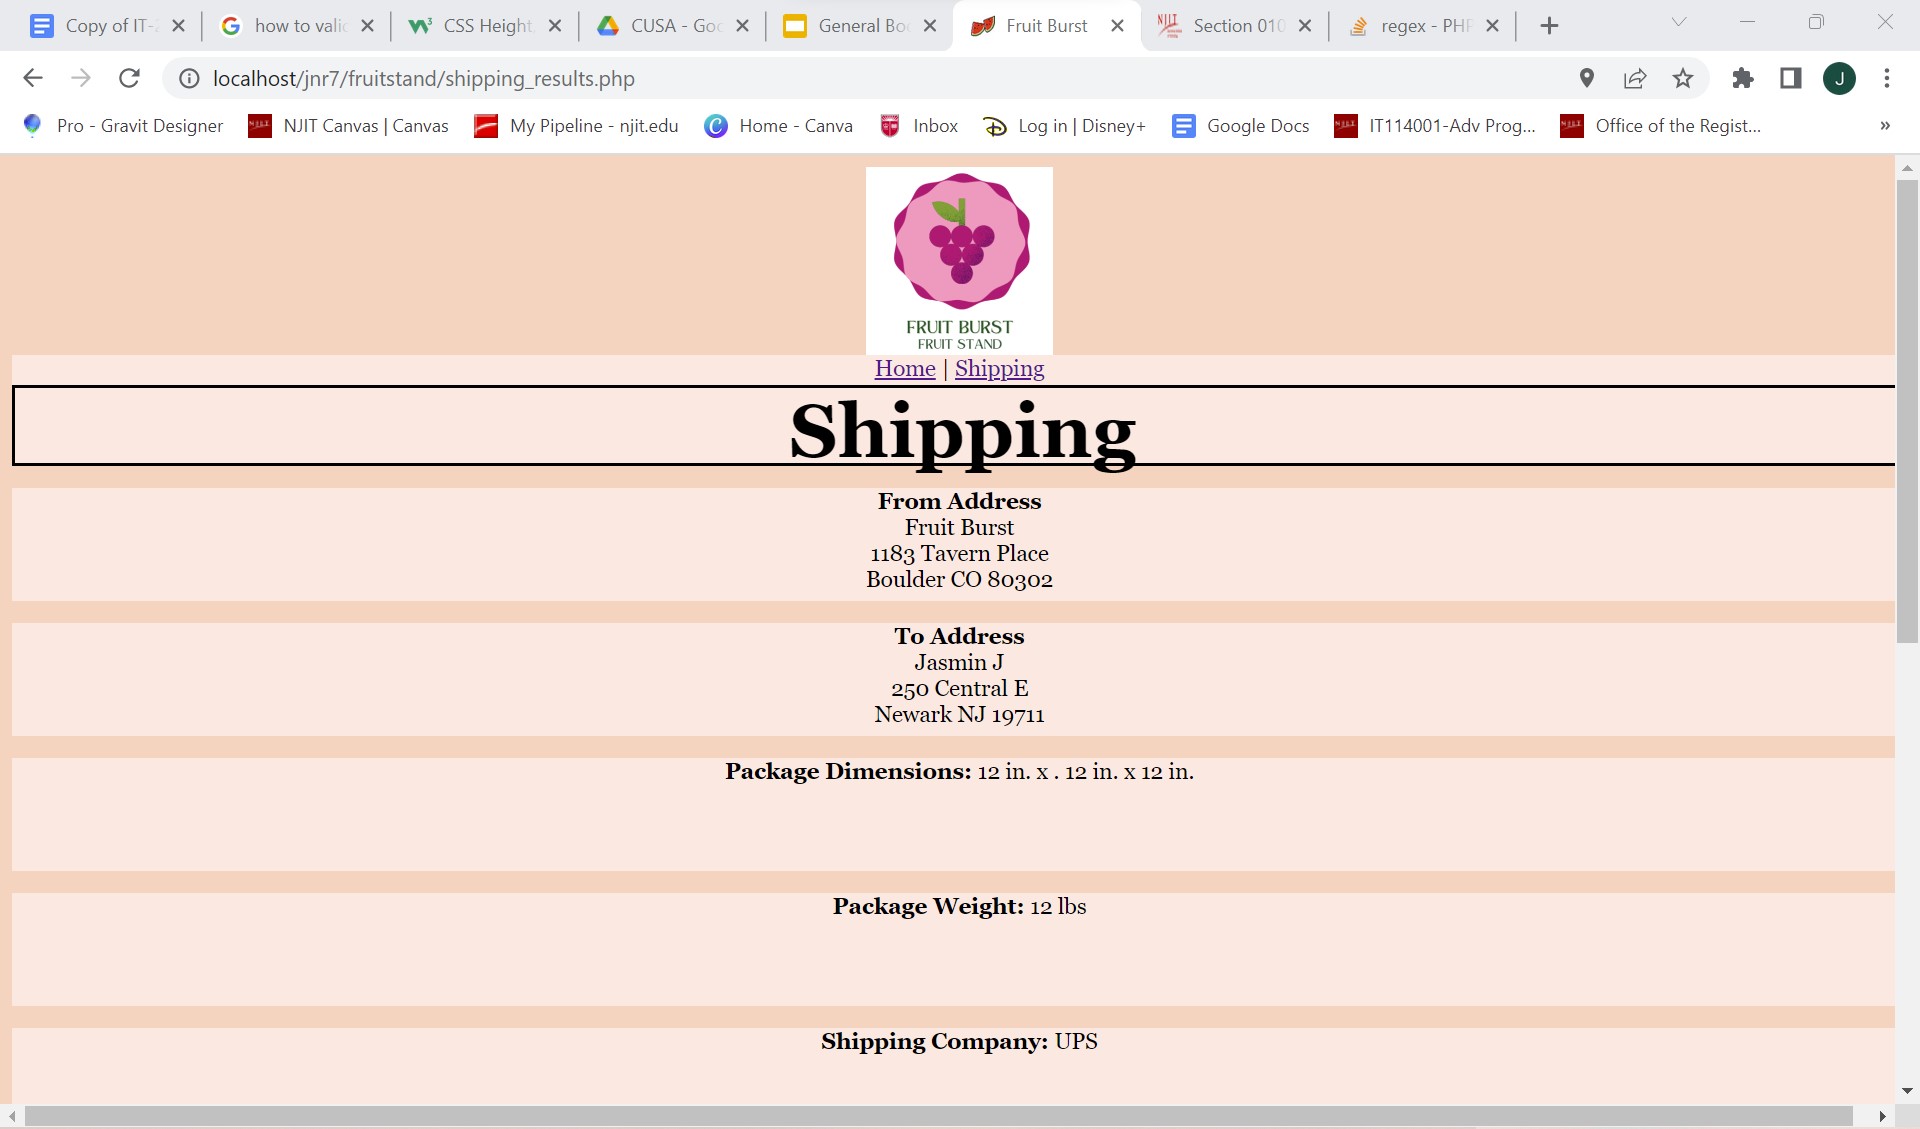 Copy of IT- how to vali CSS Height CUSA - Goo General Bo Fruit Burst Section 010 regex - PHP
localhost/jnr7/fruitstand/shipping_results.php J
Pro - Gravit Designer NJIT NJIT Canvas | Canvas My Pipeline - njit.edu C Home - Canva Inbox Log in | Disney+ Google Docs NJIT IT114001-Adv Prog... NJIT Office of the Regist... »
FRUIT BURST
FRUIT STAND
Home | Shipping
Shipping
From Address
Fruit Burst
1183 Tavern Place
Boulder CO 80302
To Address
Jasmin J
250 Central E
Newark NJ 19711
Package Dimensions: 12 in. x . 12 in. x 12 in.
Package Weight: 12 lbs
Shipping Company: UPS